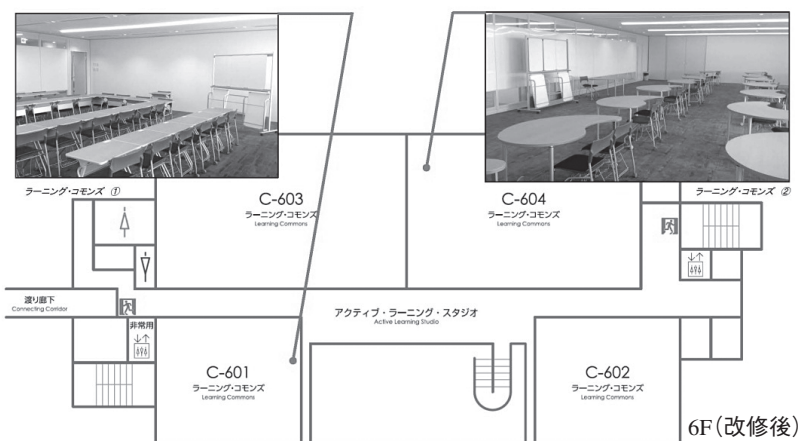 ラーニング・コモンズ ①
ラーニング・コモンズ ②
C-603
ラーニング・コモンズ
Learning Commons
C-604
ラーニング・コモンズ
Learning Commons
渡り廊下
Connecting Corridor
アクティブ・ラーニング・スタジオ
Active Learning Studio
非常用
C-601
ラーニング・コモンズ
Learning Commons
C-602
ラーニング・コモンズ
Learning Commons
6F(改修後)